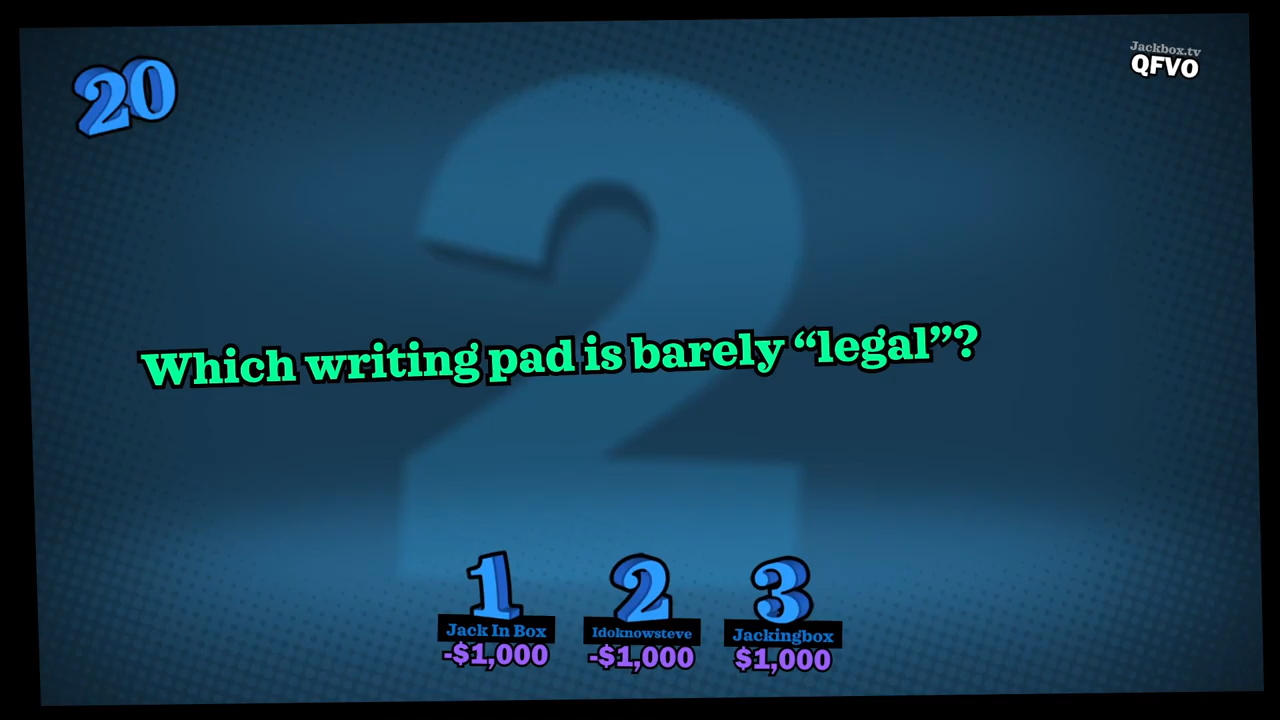 20
Jackbox.tv
QFVO
2
Which writing pad is barely “legal”?
1
2
3
Jack In Box
Idoknowsteve
Jackingbox
-$1,000
-$1,000
$1,000